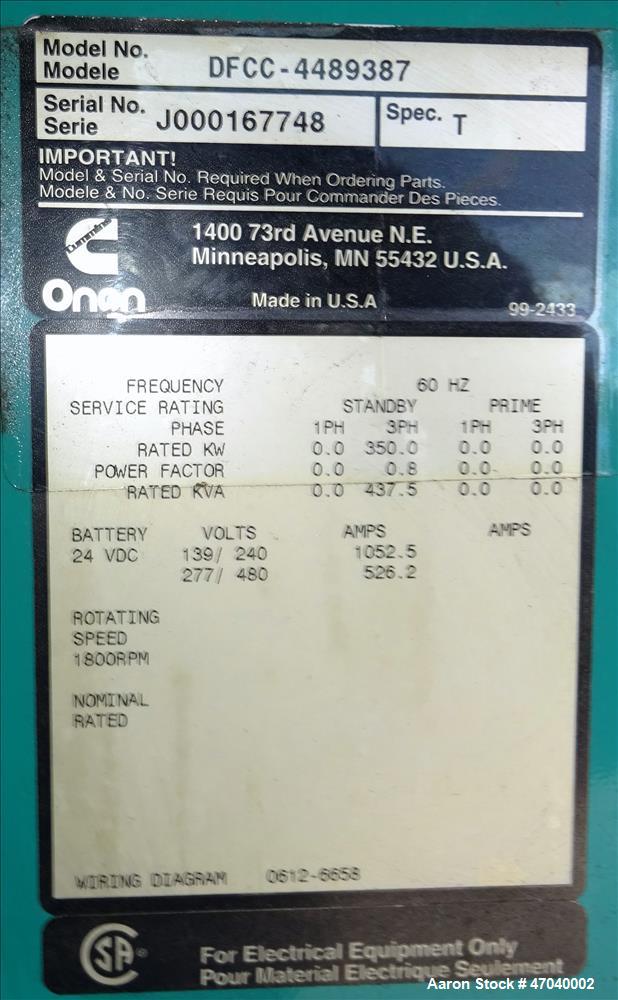 Model No.
Modele DFCC-4489387
Serial No.
Serie J000167748 Spec. T
IMPORTANT!
Model & Serial No. Required When Ordering Parts.
Modele & No. Serie Requis Pour Commander Des Pieces.
Cummins
Onan
1400 73rd Avenue N.E.
Minneapolis, MN 55432 U.S.A.
Made in U.S.A 99-2433
FREQUENCY 60 HZ
SERVICE RATING STANDBY PRIME
PHASE 1PH 3PH 1PH 3PH
RATED KW 0.0 350.0 0.0 0.0
POWER FACTOR 0.0 0.8 0.0 0.0
RATED KVA 0.0 437.5 0.0 0.0
BATTERY VOLTS AMPS AMPS
24 VDC 139/ 240 1052.5
277/ 480 526.2
ROTATING
SPEED
1800RPM
NOMINAL
RATED
WIRING DIAGRAM 0612-6658
CSA ®
For Electrical Equipment Only
Pour Material Electrique Seulement
Aaron Stock # 47040002